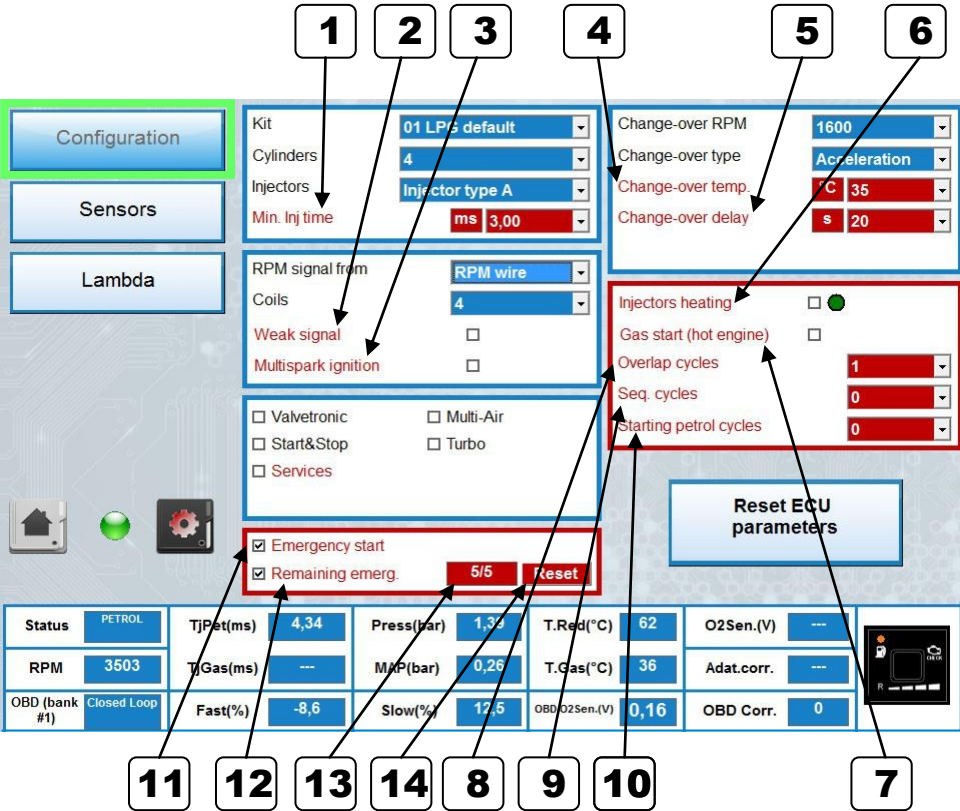 1 2 3 4 5 6
Configuration
Sensors
Lambda
Kit 01 LPG default
Cylinders 4
Injectors Injector type A
Min. Inj time ms 3,00
RPM signal from RPM wire
Coils 4
Weak signal
Multispark ignition
Valvetronic Multi-Air
Start&Stop Turbo
Services
Emergency start
Remaining emerg. 5/5 Reset
Change-over RPM 1600
Change-over type Acceleration
Change-over temp. °C 35
Change-over delay s 20
Injectors heating
Gas start (hot engine)
Overlap cycles 1
Seq. cycles 0
Starting petrol cycles 0
Reset ECU
parameters
Status PETROL TjPet(ms) 4,34 Press(bar) 1,39 T.Red(°C) 62 O2Sen.(V) ---
RPM 3503 TjGas(ms) --- MAP(bar) 0,26 T.Gas(°C) 36 Adat.corr. ---
OBD (bank
#1) Closed Loop Fast(%) -8,6 Slow(%) 12,5 OBD O2Sen.(V) 0,16 OBD Corr. 0
CHECK
R
11 12 13 14 8 9 10 7